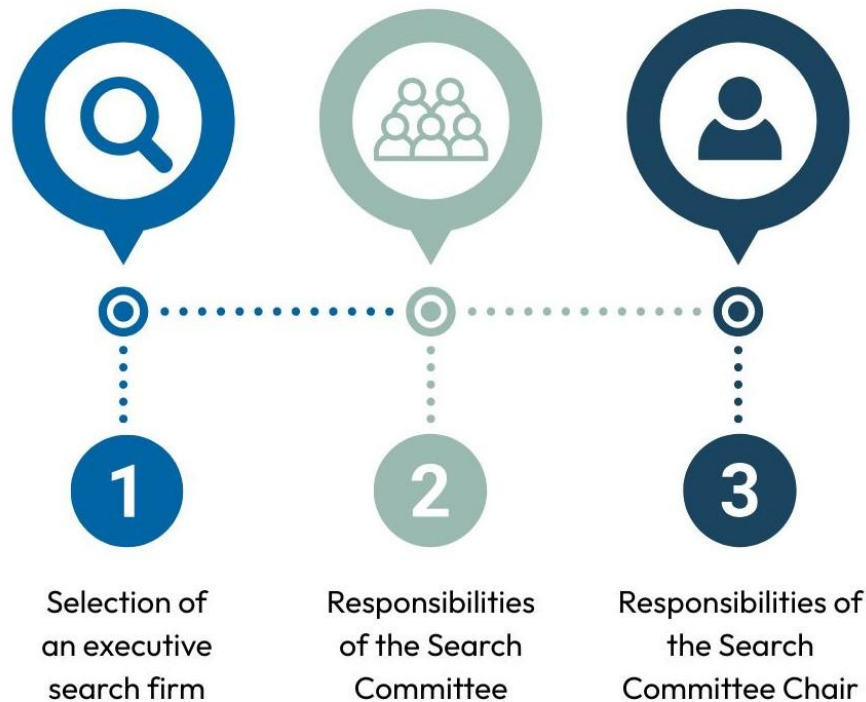 1
Selection of
an executive
search firm
2
Responsibilities
of the Search
Committee
3
Responsibilities of
the Search
Committee Chair